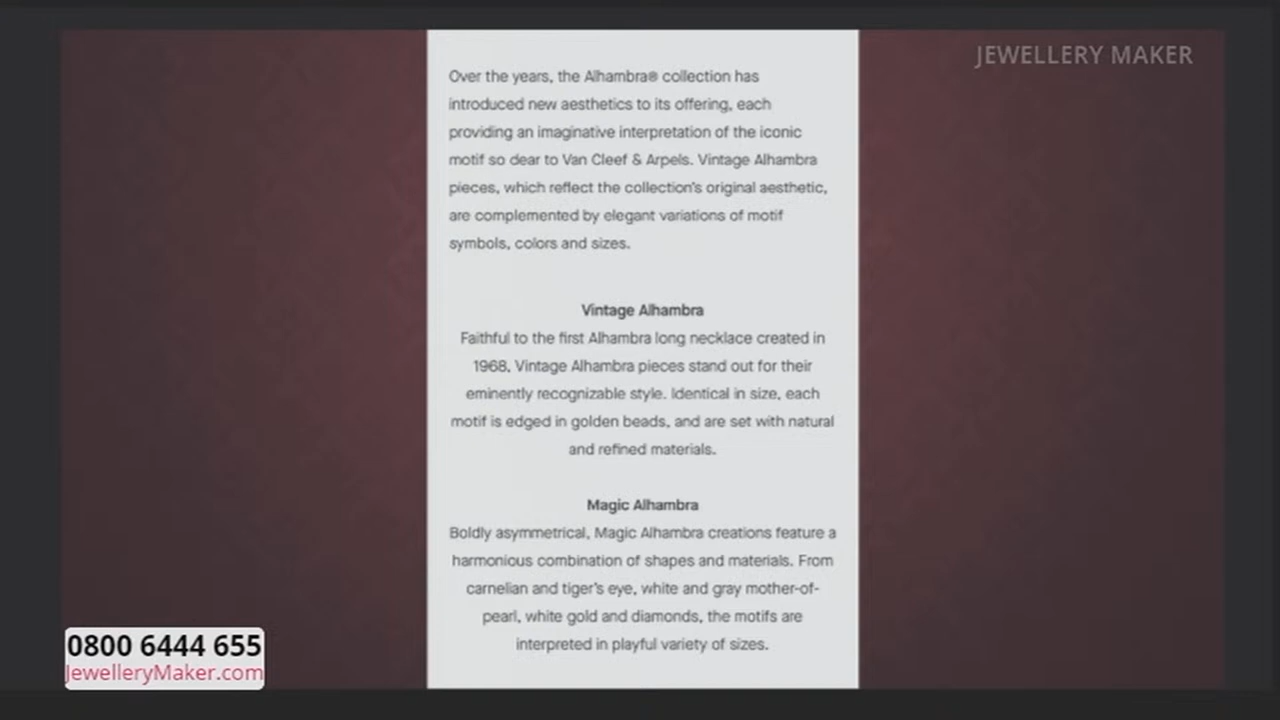 JEWELLERY MAKER
Over the years, the Alhambra® collection has
introduced new aesthetics to its offering, each
providing an imaginative interpretation of the iconic
motif so dear to Van Cleef & Arpels. Vintage Alhambra
pieces, which reflect the collection's original aesthetic,
are complemented by elegant variations of motif
symbols, colors and sizes.
Vintage Alhambra
Faithful to the first Alhambra long necklace created in
1968, Vintage Alhambra pieces stand out for their
eminently recognizable style. Identical in size, each
motif is edged in golden beads, and are set with natural
and refined materials.
Magic Alhambra
Boldly asymmetrical, Magic Alhambra creations feature a
harmonious combination of shapes and materials. From
carnelian and tiger's eye, white and gray mother-of-
pearl, white gold and diamonds, the motifs are
interpreted in playful variety of sizes.
0800 6444 655
JewelleryMaker.com